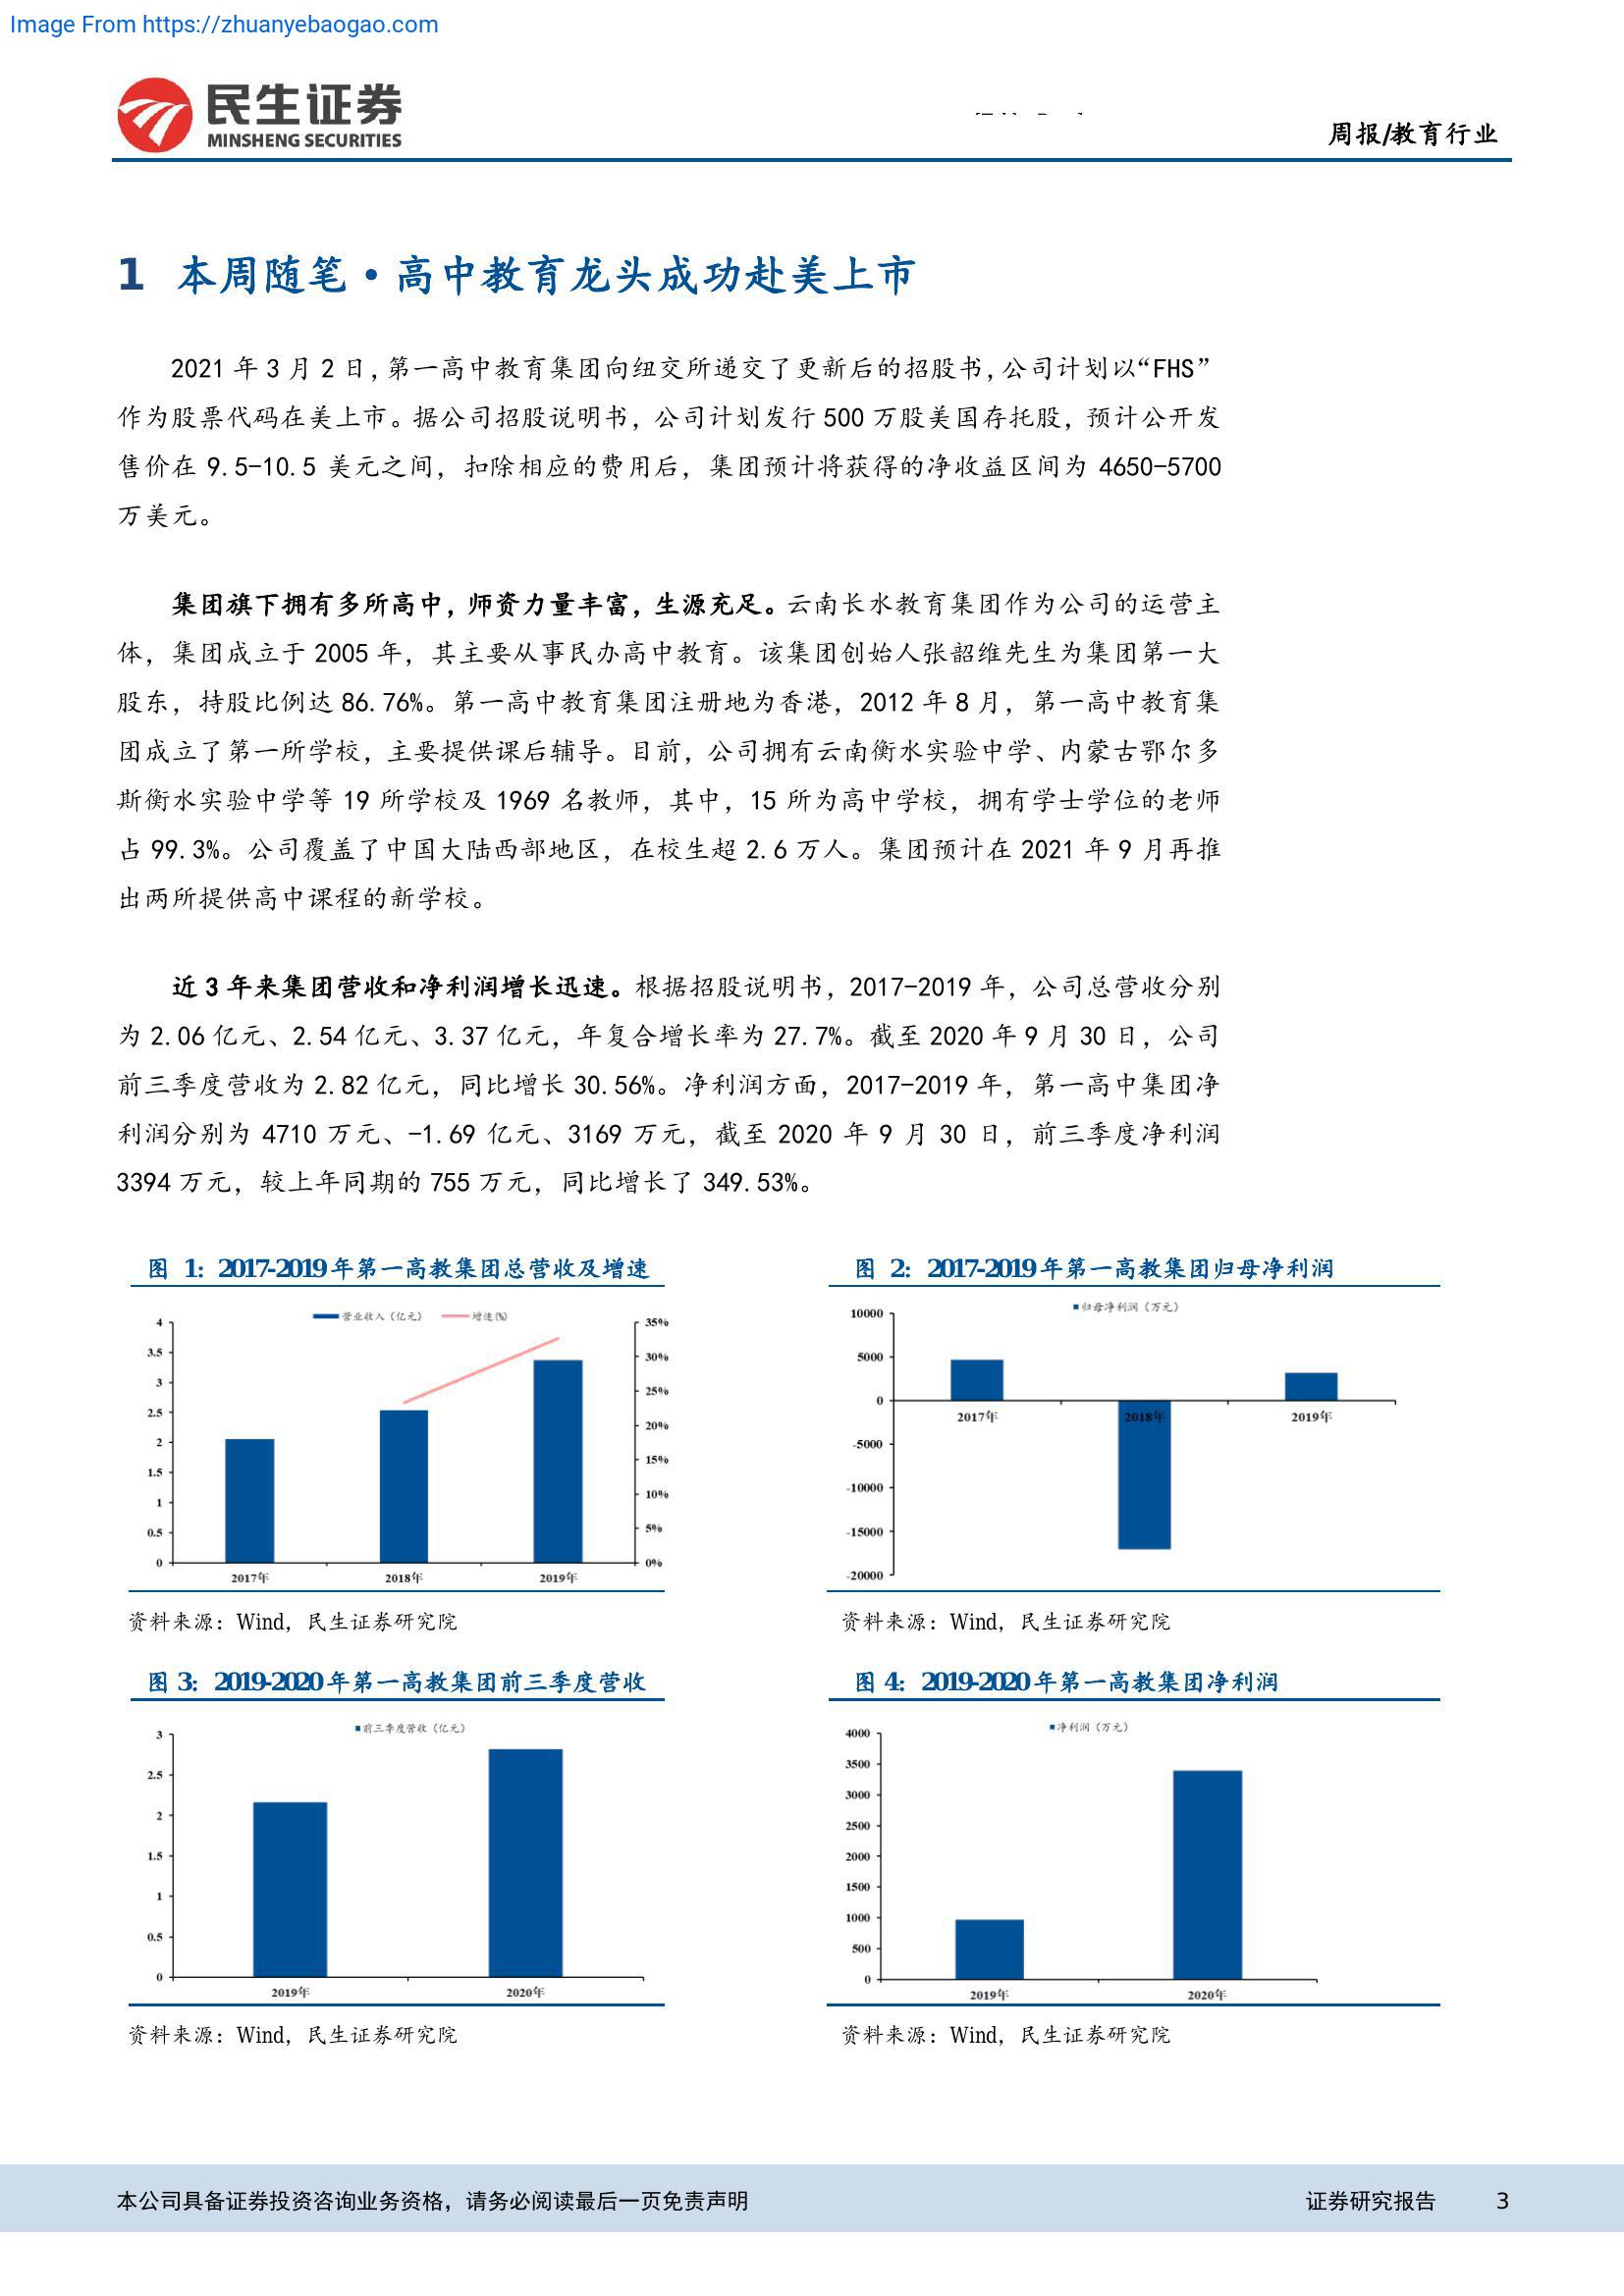 Image From https://zhuanyebaogao.com
民生证券
MINSHENG SECURITIES
周报/教育行业
1 本周随笔·高中教育龙头成功赴美上市
2021 年 3 月 2 日，第一高中教育集团向纽交所递交了更新后的招股书，公司计划以“FHS”
作为股票代码在美上市。据公司招股说明书，公司计划发行 500 万股美国存托股，预计公开发
售价在 9.5-10.5 美元之间，扣除相应的费用后，集团预计将获得的净收益区间为 4650-5700
万美元。
集团旗下拥有多所高中，师资力量丰富，生源充足。云南长水教育集团作为公司的运营主
体，集团成立于 2005 年，其主要从事民办高中教育。该集团创始人张韶维先生为集团第一大
股东，持股比例达 86.76%。第一高中教育集团注册地为香港，2012 年 8 月，第一高中教育集
团成立了第一所学校，主要提供课后辅导。目前，公司拥有云南衡水实验中学、内蒙古鄂尔多
斯衡水实验中学等 19 所学校及 1969 名教师，其中，15 所为高中学校，拥有学士学位的老师
占 99.3%。公司覆盖了中国大陆西部地区，在校生超 2.6 万人。集团预计在 2021 年 9 月再推
出两所提供高中课程的新学校。
近 3 年来集团营收和净利润增长迅速。根据招股说明书，2017-2019 年，公司总营收分别
为 2.06 亿元、2.54 亿元、3.37 亿元，年复合增长率为 27.7%。截至 2020 年 9 月 30 日，公司
前三季度营收为 2.82 亿元，同比增长 30.56%。净利润方面，2017-2019 年，第一高中集团净
利润分别为 4710 万元、-1.69 亿元、3169 万元，截至 2020 年 9 月 30 日，前三季度净利润
3394 万元，较上年同期的 755 万元，同比增长了 349.53%。
图 1：2017-2019年第一高教集团总营收及增速
营业收入（亿元） 增速(%)
4
3.5
3
2.5
2
1.5
1
0.5
0
35%
30%
25%
20%
15%
10%
5%
0%
2017年 2018年 2019年
资料来源：Wind，民生证券研究院
图 2：2017-2019年第一高教集团归母净利润
归母净利润（万元）
10000
5000
0
-5000
-10000
-15000
-20000
2017年 2018年 2019年
资料来源：Wind，民生证券研究院
图 3：2019-2020年第一高教集团前三季度营收
前三季度营收（亿元）
3
2.5
2
1.5
1
0.5
0
2019年 2020年
资料来源：Wind，民生证券研究院
图 4：2019-2020年第一高教集团净利润
净利润（万元）
4000
3500
3000
2500
2000
1500
1000
500
0
2019年 2020年
资料来源：Wind，民生证券研究院
本公司具备证券投资咨询业务资格，请务必阅读最后一页免责声明 证券研究报告 3